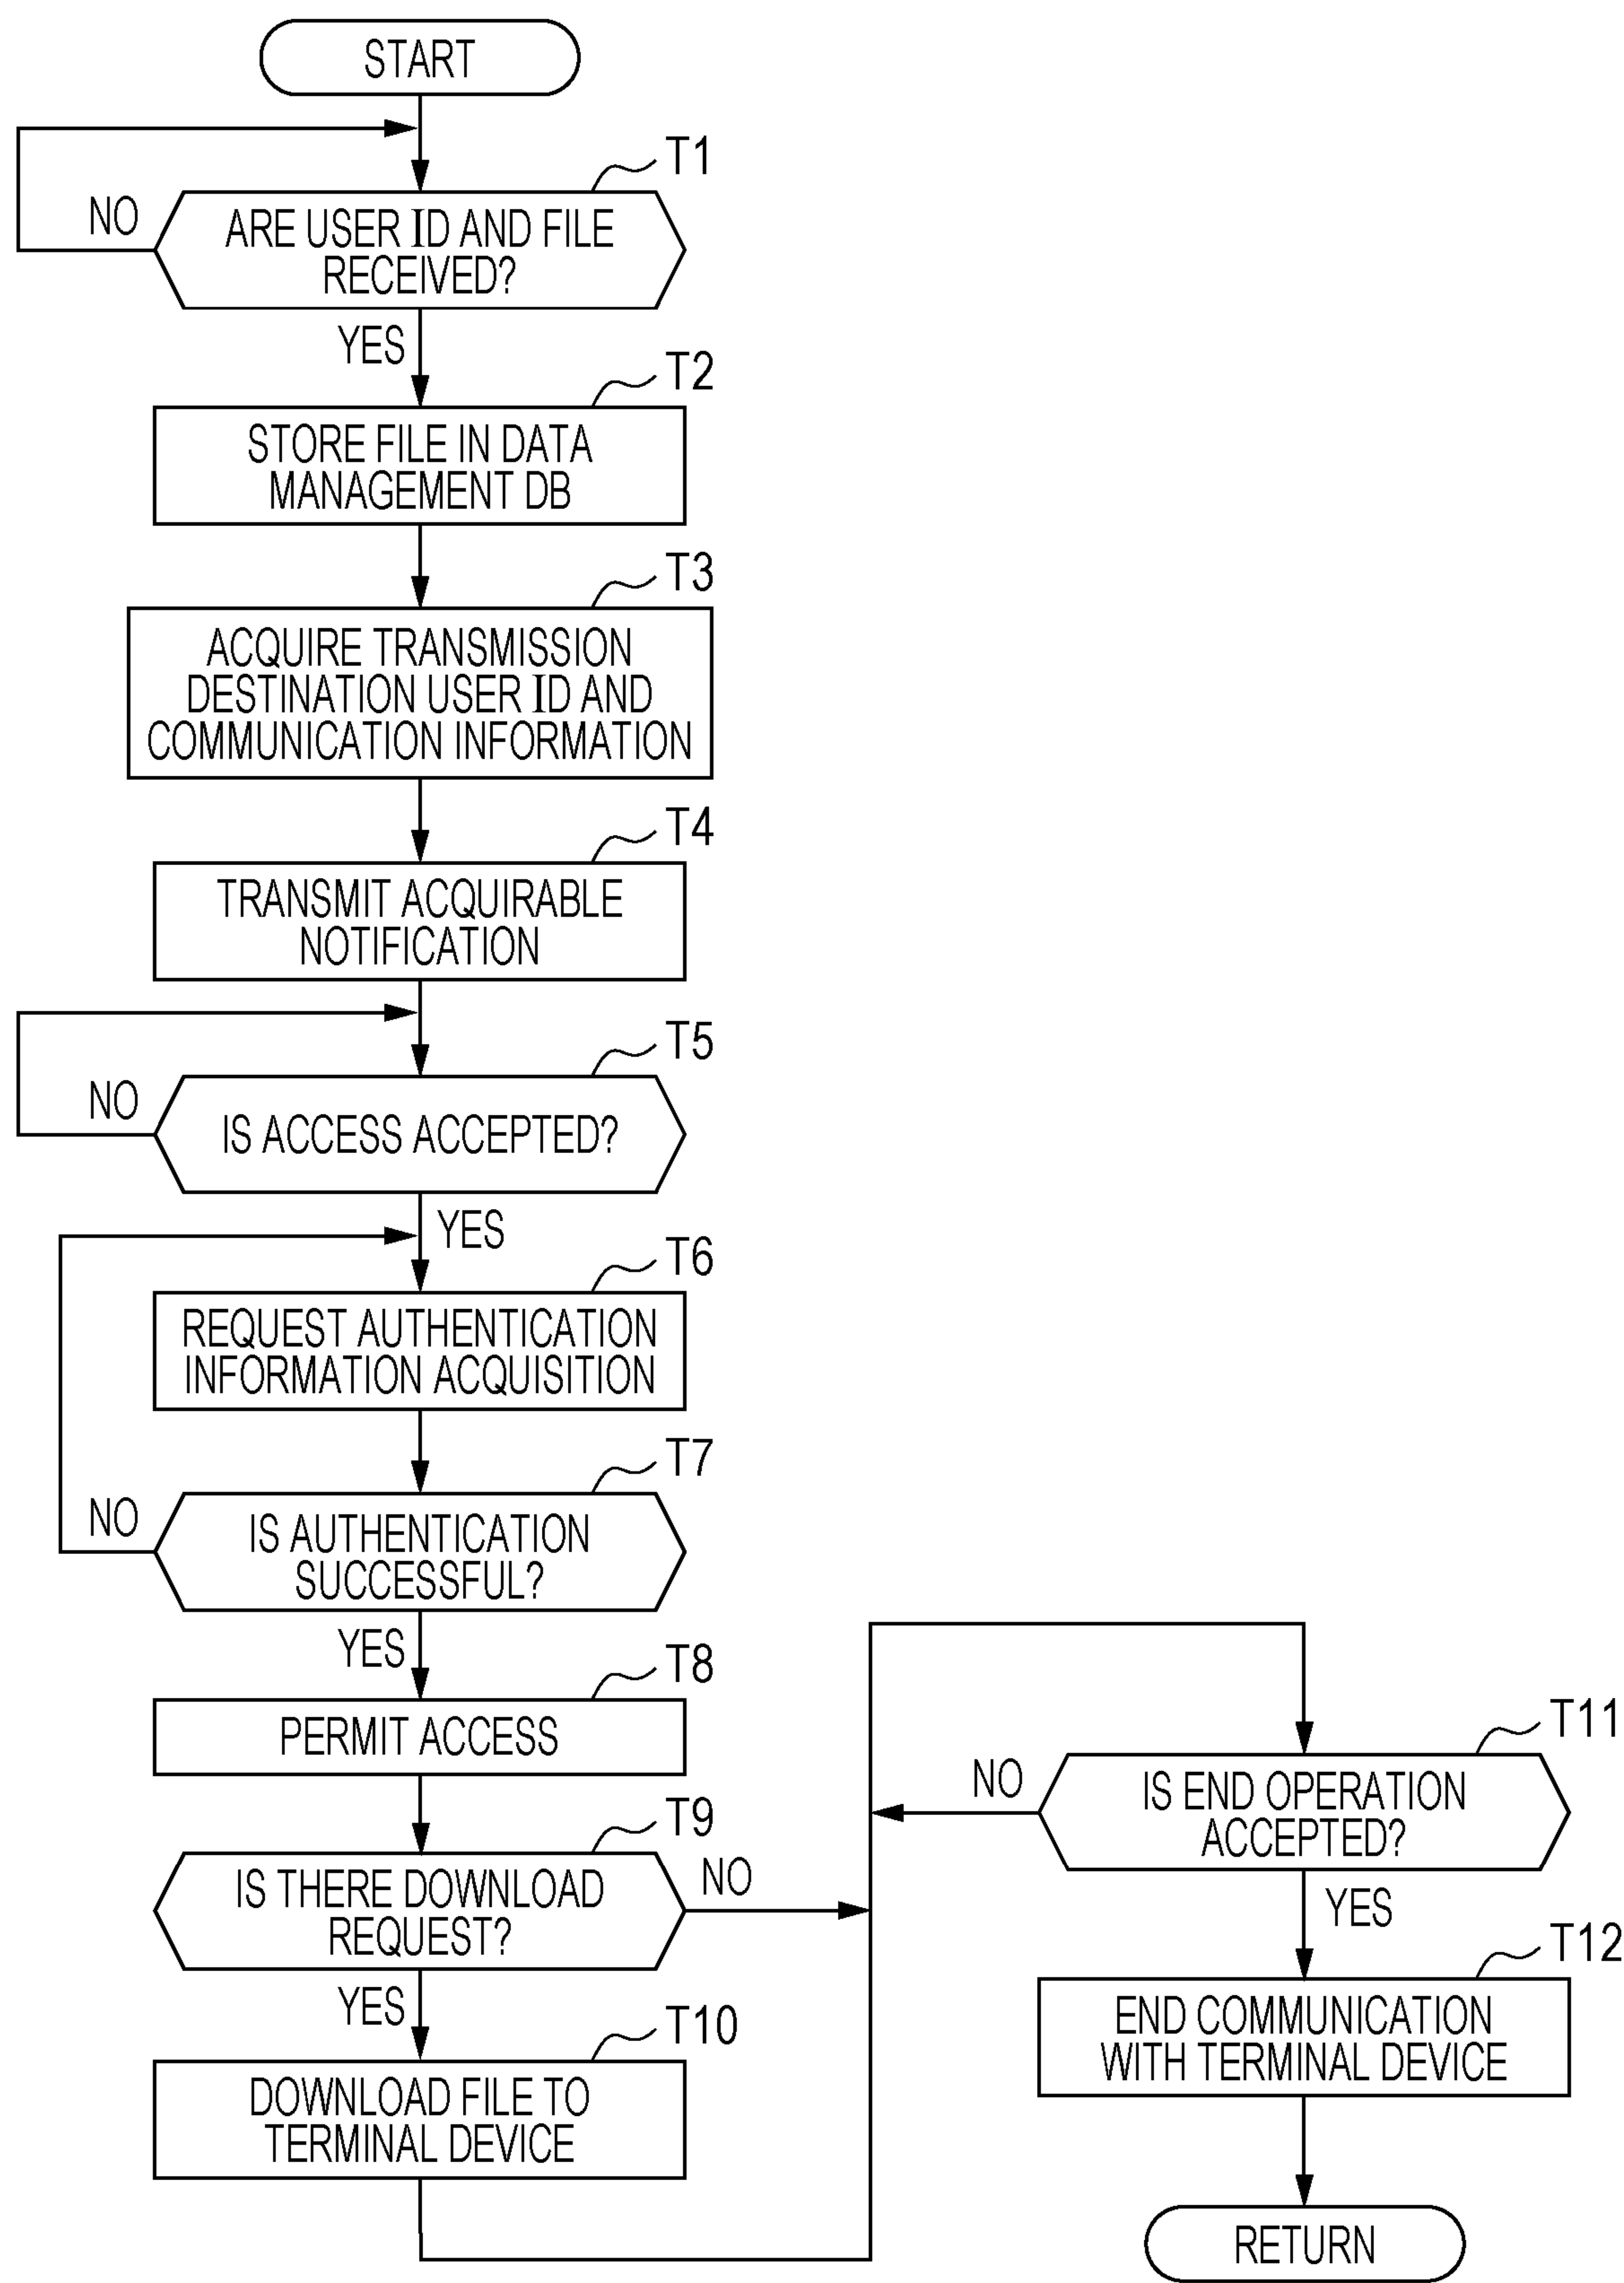 START
T1
NO
ARE USER ID AND FILE
RECEIVED?
YES
T2
STORE FILE IN DATA
MANAGEMENT DB
T3
ACQUIRE TRANSMISSION
DESTINATION USER ID AND
COMMUNICATION INFORMATION
T4
TRANSMIT ACQUIRABLE
NOTIFICATION
T5
NO
IS ACCESS ACCEPTED?
YES
T6
REQUEST AUTHENTICATION
INFORMATION ACQUISITION
T7
NO
IS AUTHENTICATION
SUCCESSFUL?
YES
T8
PERMIT ACCESS
T9
IS THERE DOWNLOAD
REQUEST?
NO
YES
T10
DOWNLOAD FILE TO
TERMINAL DEVICE
T11
NO
IS END OPERATION
ACCEPTED?
YES
T12
END COMMUNICATION
WITH TERMINAL DEVICE
RETURN